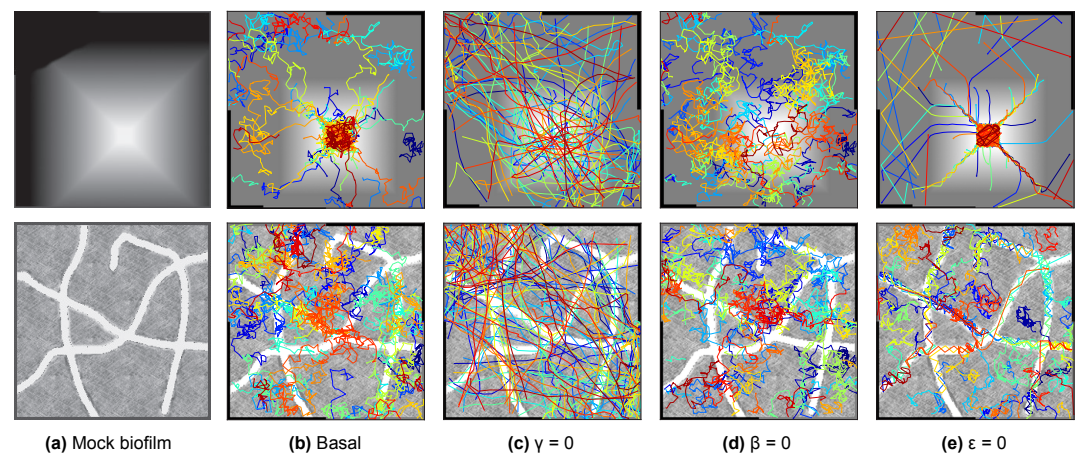 (a) Mock biofilm (b) Basal (c) γ = 0 (d) β = 0 (e) ε = 0